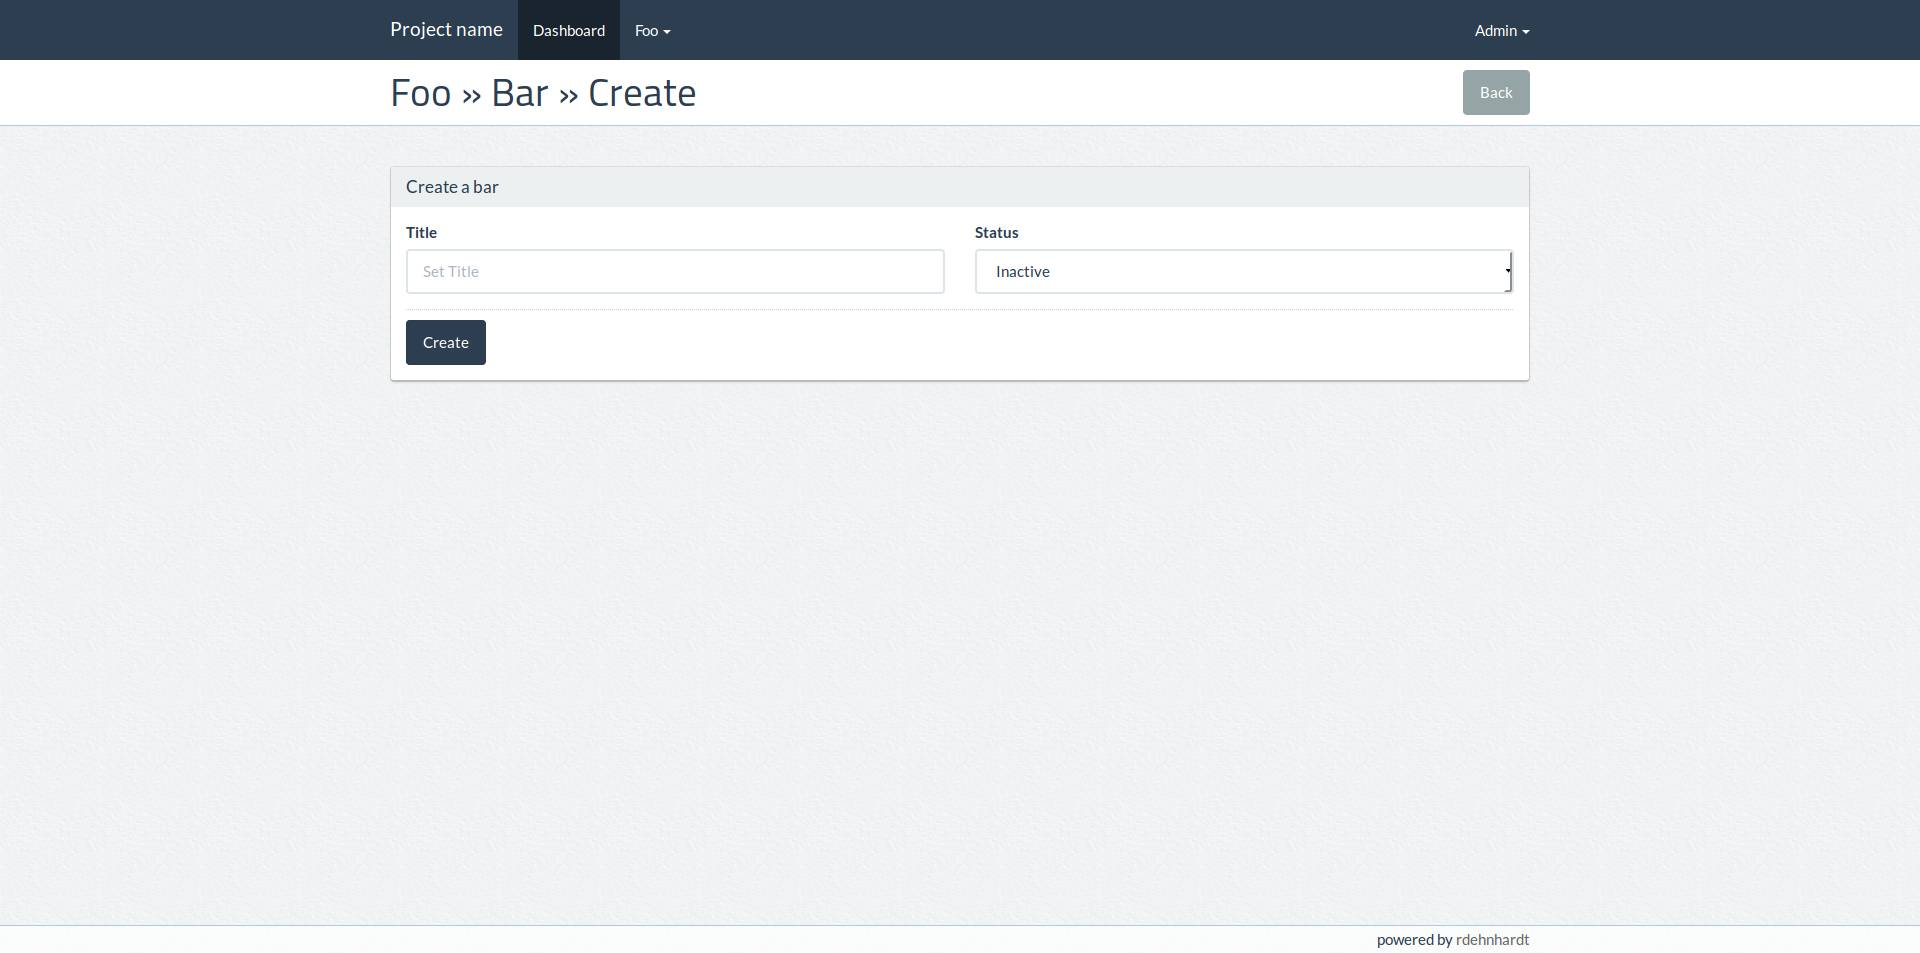 Project name Dashboard Foo Admin
Foo » Bar » Create Back
Create a bar
Title Status
Set Title Inactive
Create
powered by rdehnhardt